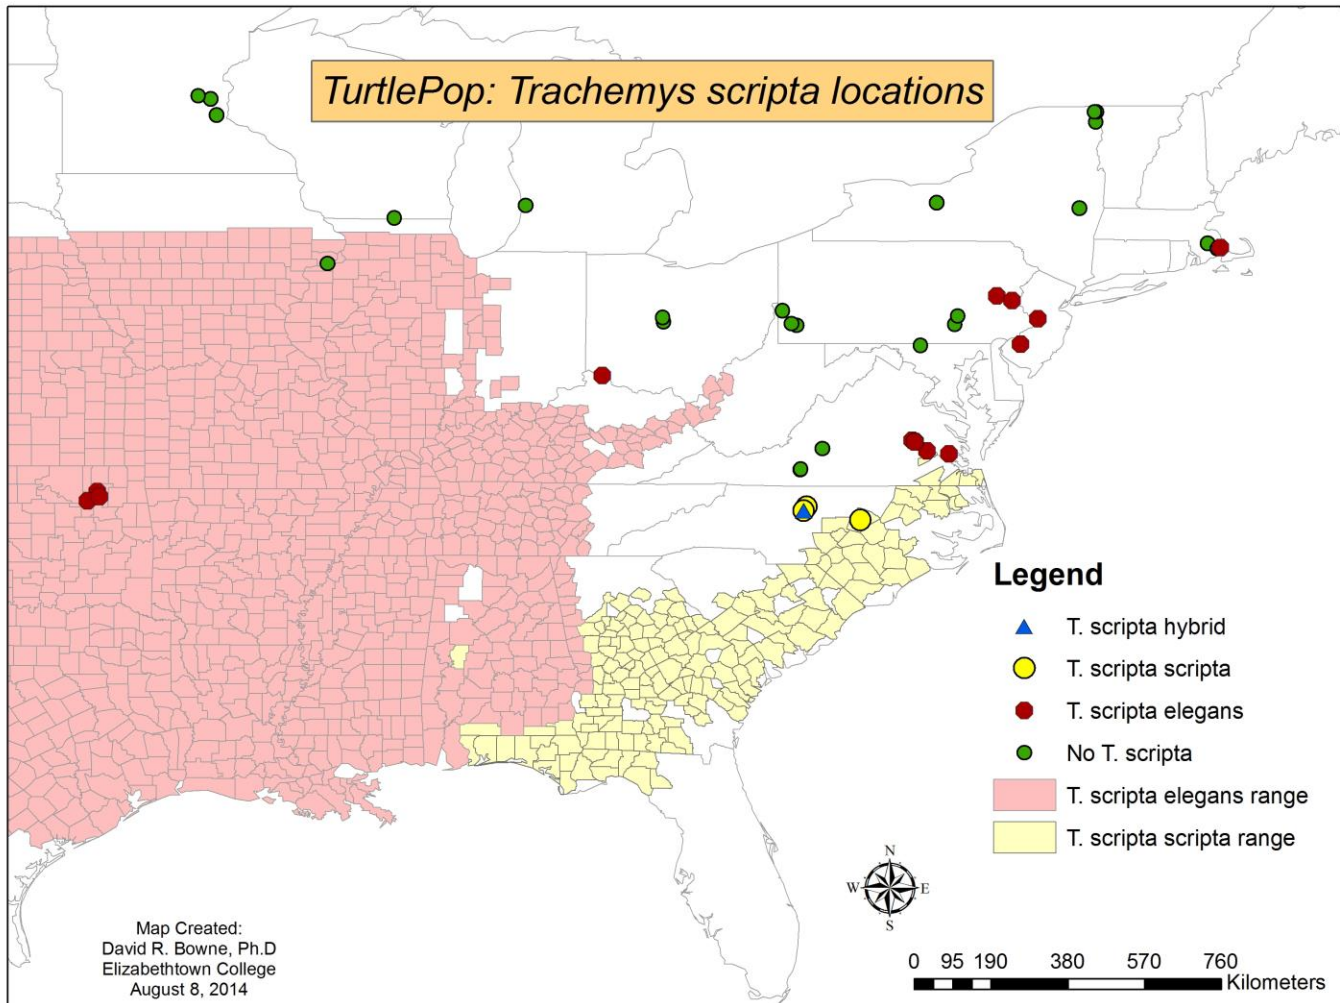 TurtlePop: Trachemys scripta locations
Legend
T. scripta hybrid
T. scripta scripta
T. scripta elegans
No T. scripta
T. scripta elegans range
T. scripta scripta range
N
W
E
S
Map Created:
David R. Bowne, Ph.D
Elizabethtown College
August 8, 2014
0 95 190 380 570 760
Kilometers